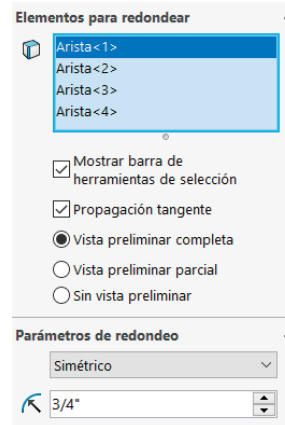 Elementos para redondear
Arista<1>
Arista<2>
Arista<3>
Arista<4>
Mostrar barra de
herramientas de selección
Propagación tangente
Vista preliminar completa
Vista preliminar parcial
Sin vista preliminar
Parámetros de redondeo
Simétrico
3/4"